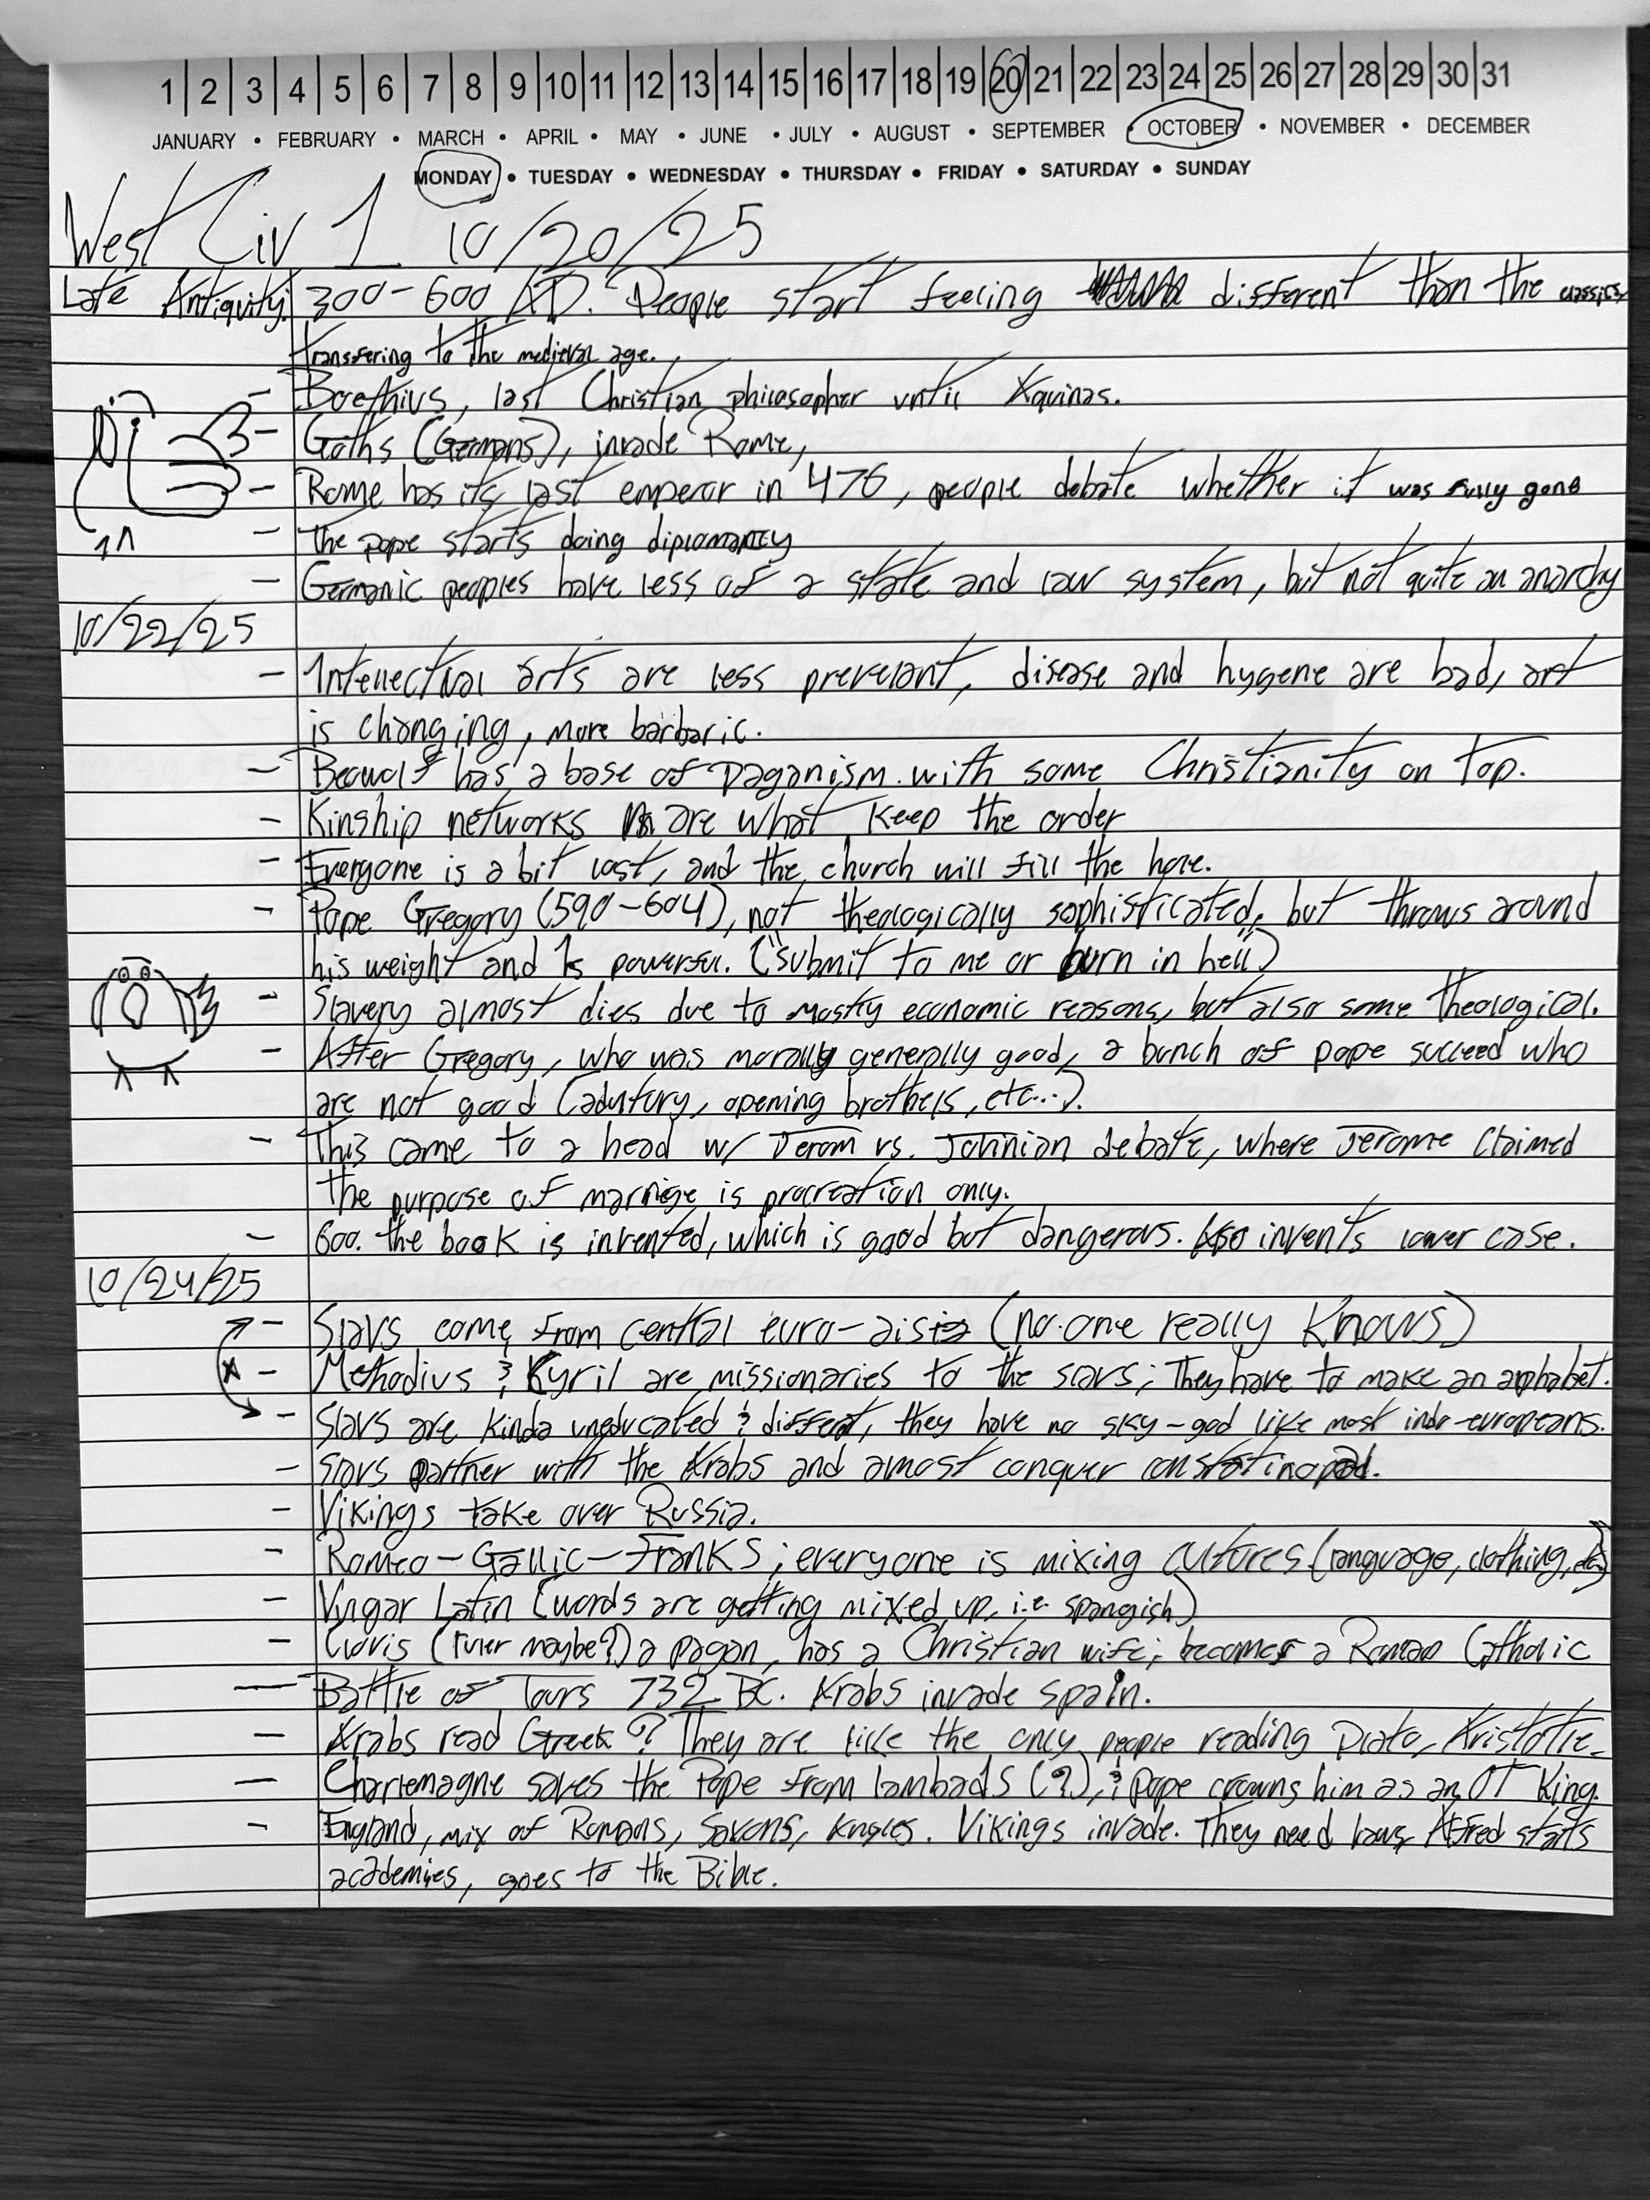 1 | 2 | 3 | 4 | 5 | 6 | 7 | 8 | 9 | 10 | 11 | 12 | 13 | 14 | 15 | 16 | 17 | 18 | 19 | 20 | 21 | 22 | 23 | 24 | 25 | 26 | 27 | 28 | 29 | 30 | 31
JANUARY • FEBRUARY • MARCH • APRIL • MAY • JUNE • JULY • AUGUST • SEPTEMBER • OCTOBER • NOVEMBER • DECEMBER
MONDAY • TUESDAY • WEDNESDAY • THURSDAY • FRIDAY • SATURDAY • SUNDAY
West Civ 1 10/20/25
Late Antiquity: 300-600 AD. People start feeling different than the classics,
transfering to the medieval age.
- Boethius, last Christian philosopher until Aquinas.
- Goths (Germans), invade Rome,
- Rome has its last emperor in 476, people debate whether it was fully gone
- The pope starts doing diplomancy
- Germanic peoples have less of a state and law system, but not quite an anarchy
10/22/25
- Intellectual arts are less prevelant, disease and hygene are bad, art
is changing, more barbaric.
- Beowulf has a base of paganism with some Christianity on top.
- Kinship networks are what keep the order
- Everyone is a bit lost, and the church will fill the hole.
- Pope Gregory (590-604), not theologically sophisticated, but throws around
his weight and is powerful. ("submit to me or burn in hell")
- Slavery almost dies due to mostly economic reasons, but also some theological.
- After Gregory, who was morally generally good, a bunch of pope succeed who
are not good (adultury, opening brothels, etc...).
- This came to a head w/ Jerom vs. Jovinian debate, where Jerome claimed
the purpose of marriage is procreation only.
- 600. the book is invented, which is good but dangerous. Also invents lower case.
10/24/25
- Slavs come from central euro-aisia (no one really knows)
- Methodius & Kyril are missionaries to the slavs; They have to make an alphabet.
- Slavs are kinda uneducated & different, they have no sky-god like most indo-europeans.
- Slavs partner with the Arabs and almost conquer
- Vikings take over Russia.
- Romeo-Gallic-Franks; everyone is mixing cultures (language, clothing, etc)
- Vulgar Latin (words are getting mixed up, i.e. spanglish)
- Clovis (ruler maybe?) a pagan, has a Christian wife; becomes a Roman Catholic
- Battle of Tours 732 BC. Arabs invade Spain.
- Arabs read Greek? They are like the only people reading Plato, Aristotle.
- Charlemagne saves the Pope from lombads (?), & pope crowns him as an OT King.
- England, mix of Romans, Saxons, Angles. Vikings invade. They need laws, Alfred starts
academies, goes to the Bible.